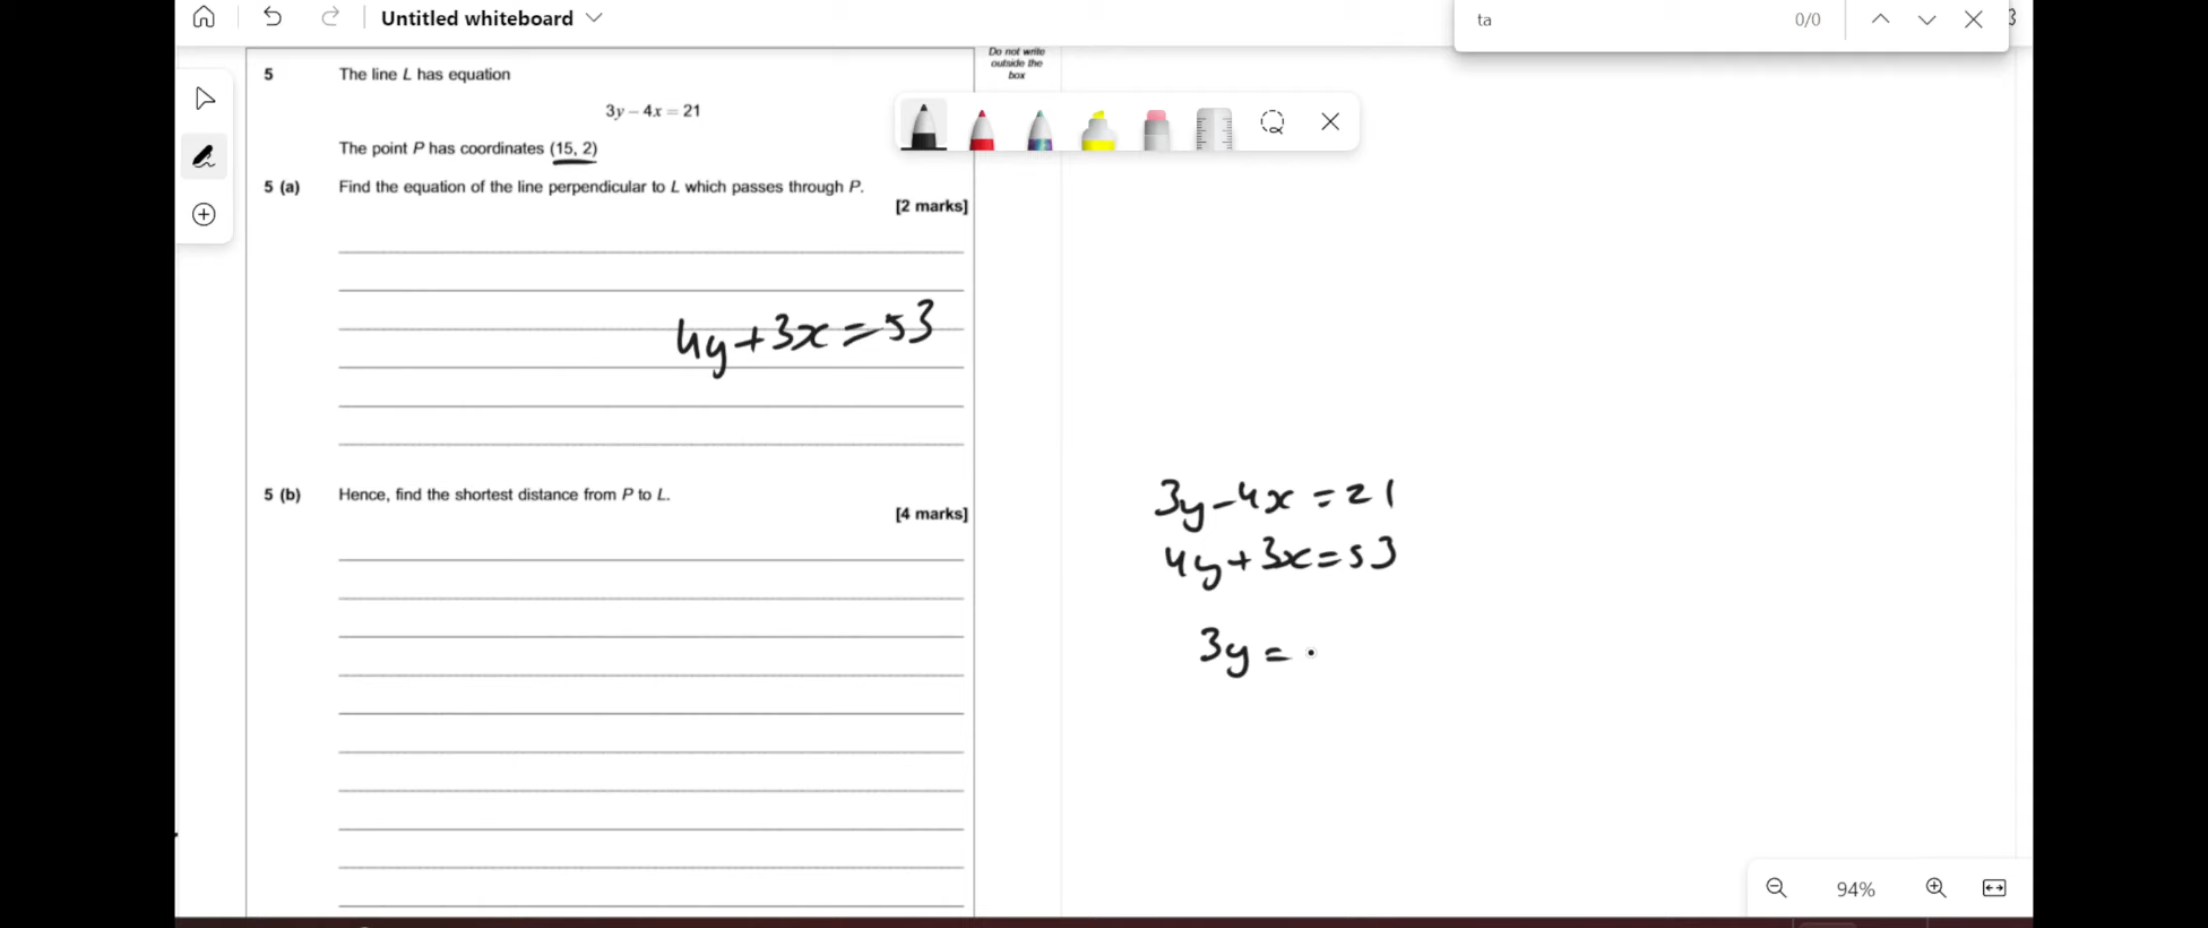 Untitled whiteboard
ta
0/0
3
Do not write
outside the
box
5 The line L has equation
3y – 4x = 21
The point P has coordinates (15, 2)
5 (a) Find the equation of the line perpendicular to L which passes through P.
[2 marks]
4y+3x=53
5 (b) Hence, find the shortest distance from P to L.
[4 marks]
3y-4x=21
4y+3x=53
3y=
94%